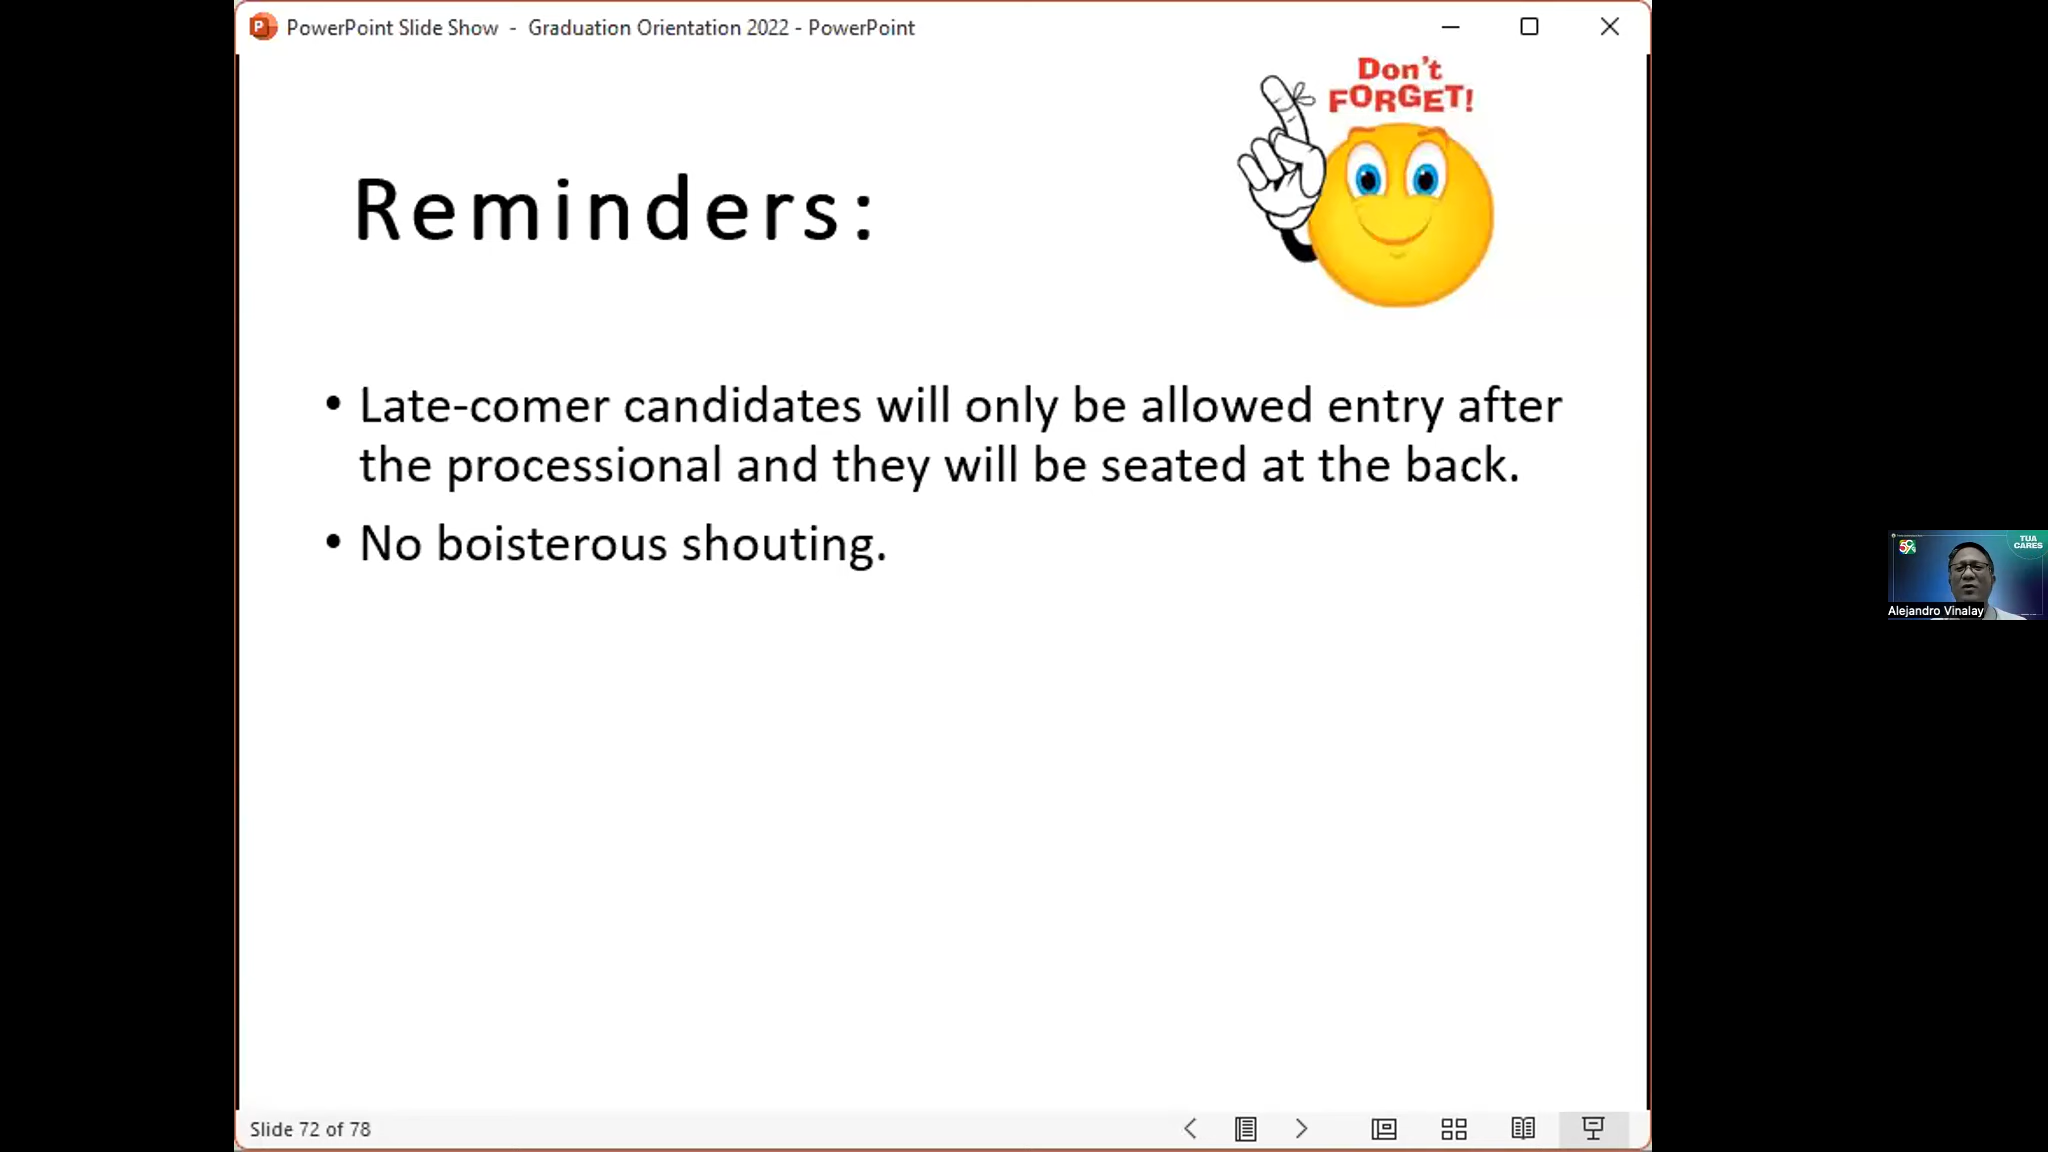 PowerPoint Slide Show - Graduation Orientation 2022 - PowerPoint
Don't
FORGET!
Reminders:
• Late-comer candidates will only be allowed entry after
the processional and they will be seated at the back.
• No boisterous shouting.
TUA
CARES
Alejandro Vinalay
Slide 72 of 78